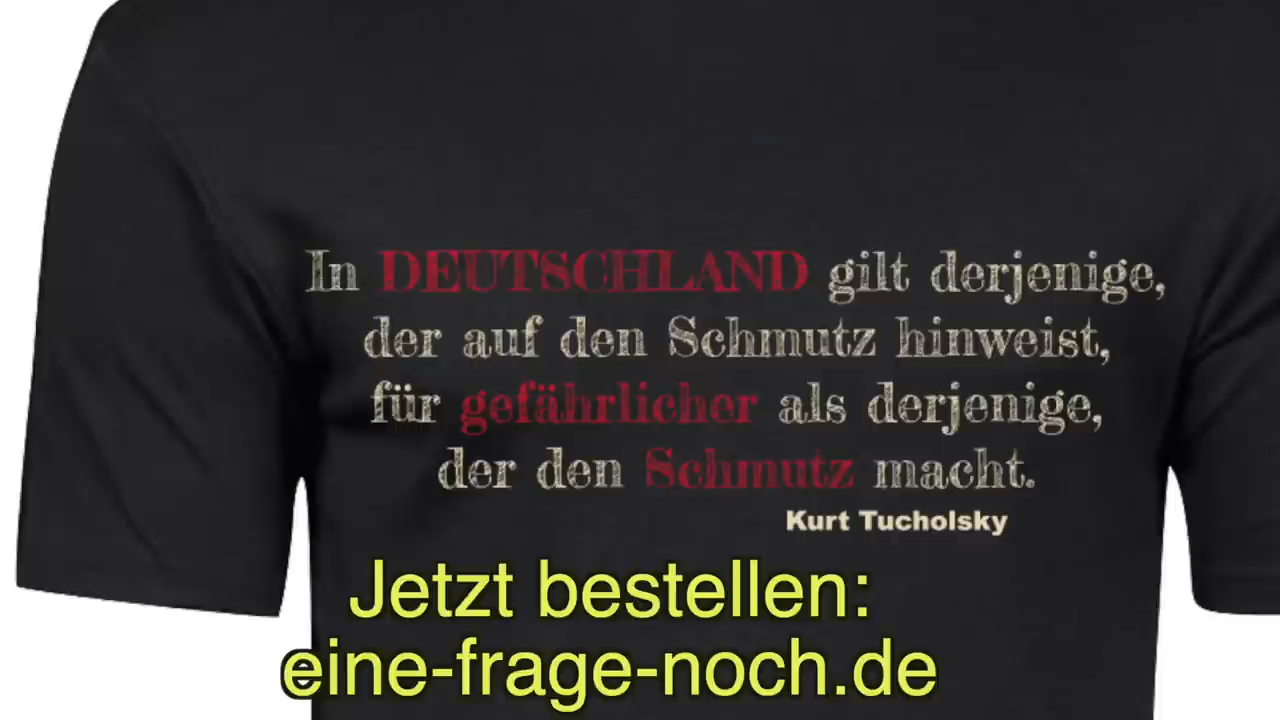 In DEUTSCHLAND gilt derjenige,
der auf den Schmutz hinweist,
für gefährlicher als derjenige,
der den Schmutz macht.
Kurt Tucholsky
Jetzt bestellen:
eine-frage-noch.de